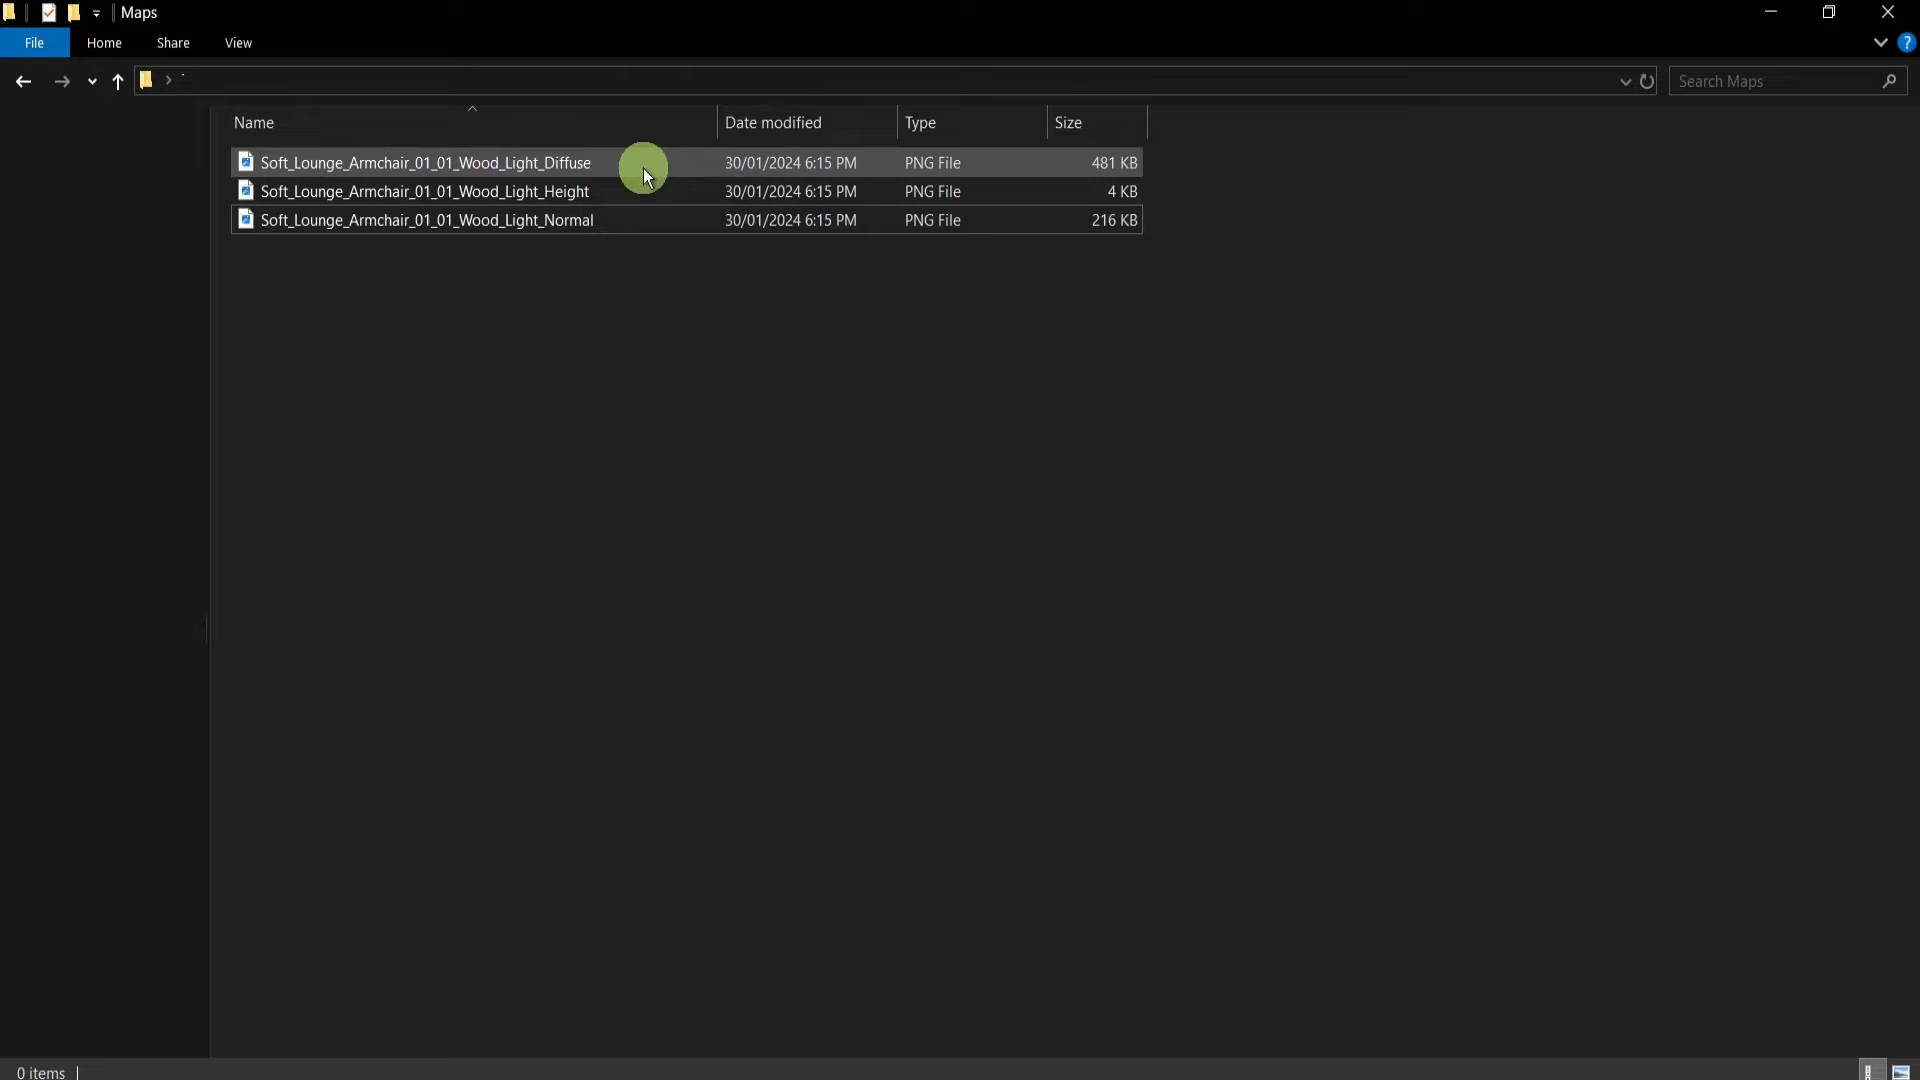 Maps
File Home Share View
Search Maps
Name Date modified Type Size
Soft_Lounge_Armchair_01_01_Wood_Light_Diffuse 30/01/2024 6:15 PM PNG File 481 KB
Soft_Lounge_Armchair_01_01_Wood_Light_Height 30/01/2024 6:15 PM PNG File 4 KB
Soft_Lounge_Armchair_01_01_Wood_Light_Normal 30/01/2024 6:15 PM PNG File 216 KB
0 items